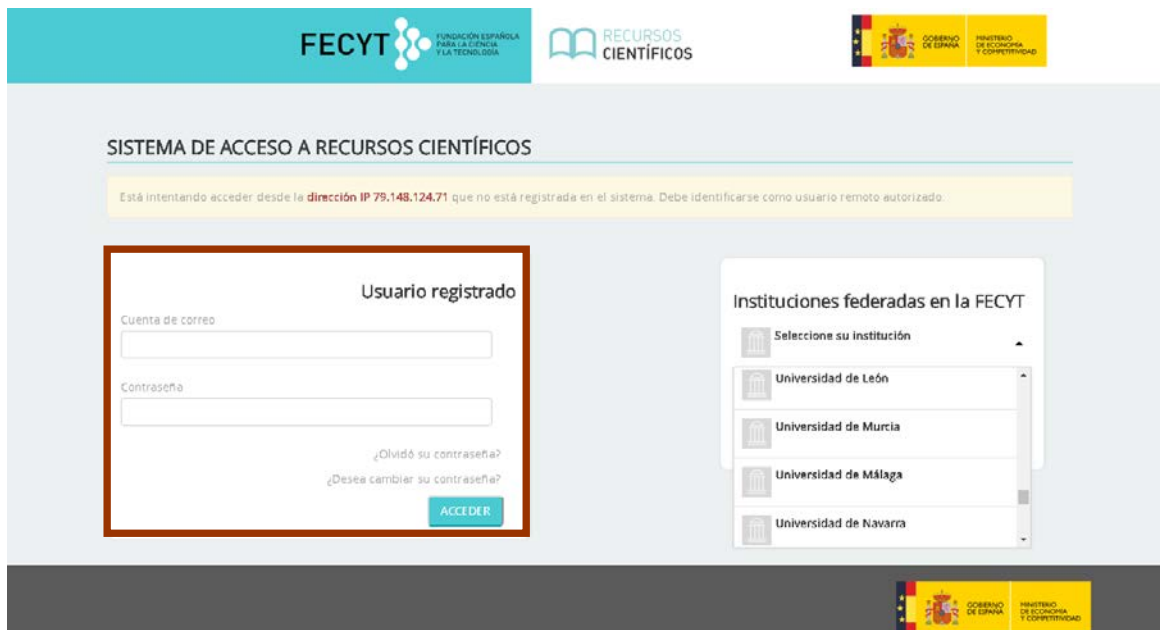 FECYT
FUNDACIÓN ESPAÑOLA
PARA LA CIENCIA
Y LA TECNOLOGÍA
RECURSOS
CIENTÍFICOS
GOBIERNO
DE ESPAÑA
MINISTERIO
DE ECONOMÍA
Y COMPETITIVIDAD
SISTEMA DE ACCESO A RECURSOS CIENTÍFICOS
Está intentando acceder desde la dirección IP 79.148.124.71 que no está registrada en el sistema. Debe identificarse como usuario remoto autorizado.
Usuario registrado
Cuenta de correo
Contraseña
¿Olvidó su contraseña?
¿Desea cambiar su contraseña?
ACCEDER
Instituciones federadas en la FECYT
Seleccione su institución
Universidad de León
Universidad de Murcia
Universidad de Málaga
Universidad de Navarra
GOBIERNO
DE ESPAÑA
MINISTERIO
DE ECONOMÍA
Y COMPETITIVIDAD